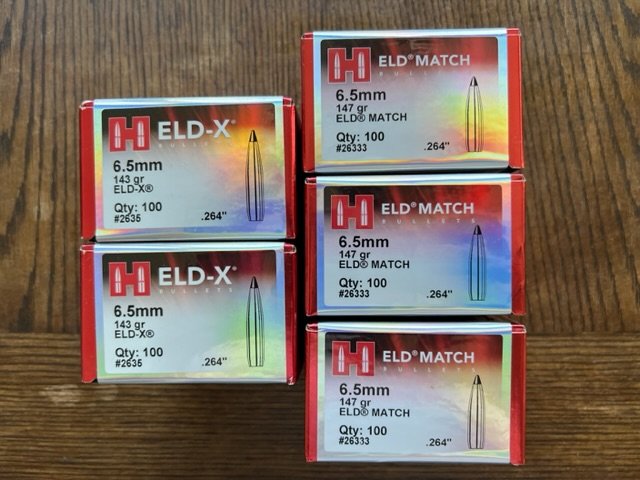 H ELD-X®
BULLETS
6.5mm
143 gr
ELD-X®
Qty: 100
#2635 .264"
H ELD-X®
BULLETS
6.5mm
143 gr
ELD-X®
Qty: 100
#2635 .264"
H ELD® MATCH
BULLETS
6.5mm
147 gr
ELD® MATCH
Qty: 100
#26333 .264"
H ELD® MATCH
BULLETS
6.5mm
147 gr
ELD® MATCH
Qty: 100
#26333 .264"
H ELD® MATCH
BULLETS
6.5mm
147 gr
ELD® MATCH
Qty: 100
#26333 .264"